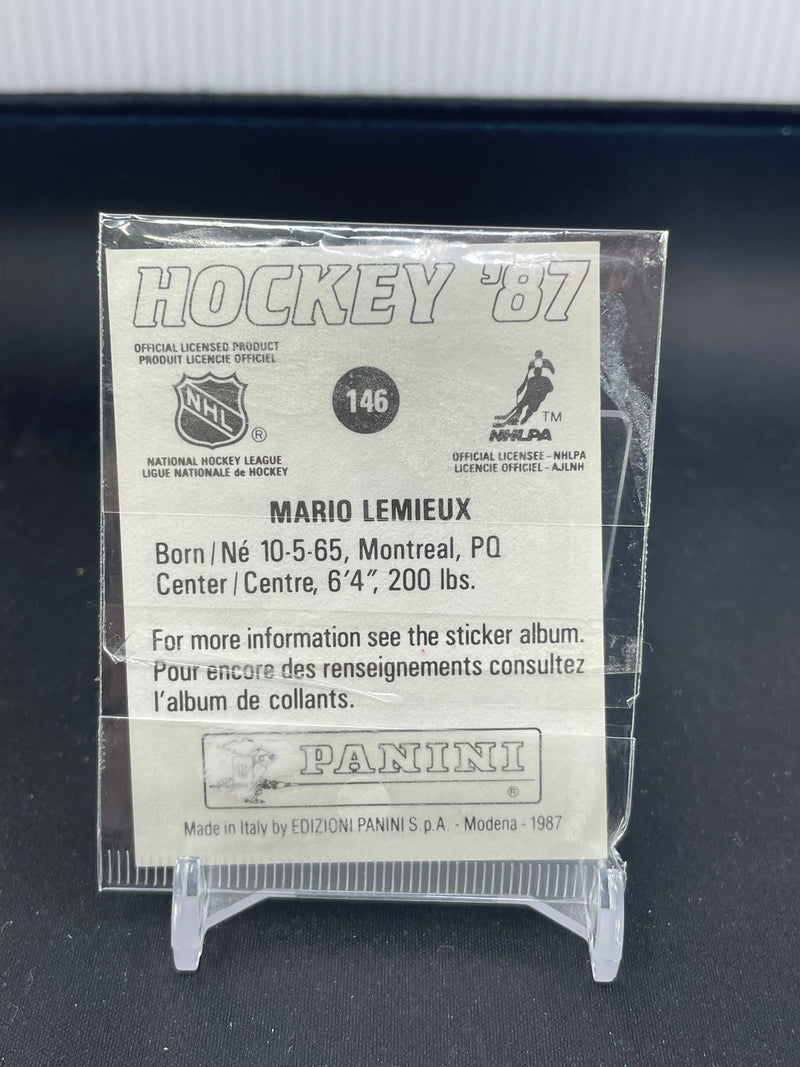 HOCKEY '87
OFFICIAL LICENSED PRODUCT
PRODUIT LICENCIE OFFICIEL
NHL
®
NATIONAL HOCKEY LEAGUE
LIGUE NATIONALE de HOCKEY
146
TM
NHLPA
OFFICIAL LICENSEE - NHLPA
LICENCIE OFFICIEL - AJLNH
MARIO LEMIEUX
Born / Né 10-5-65, Montreal, PQ
Center / Centre, 6'4", 200 lbs.
For more information see the sticker album.
Pour encore des renseignements consultez
l'album de collants.
PANINI
®
Made in Italy by EDIZIONI PANINI S.p.A. - Modena - 1987